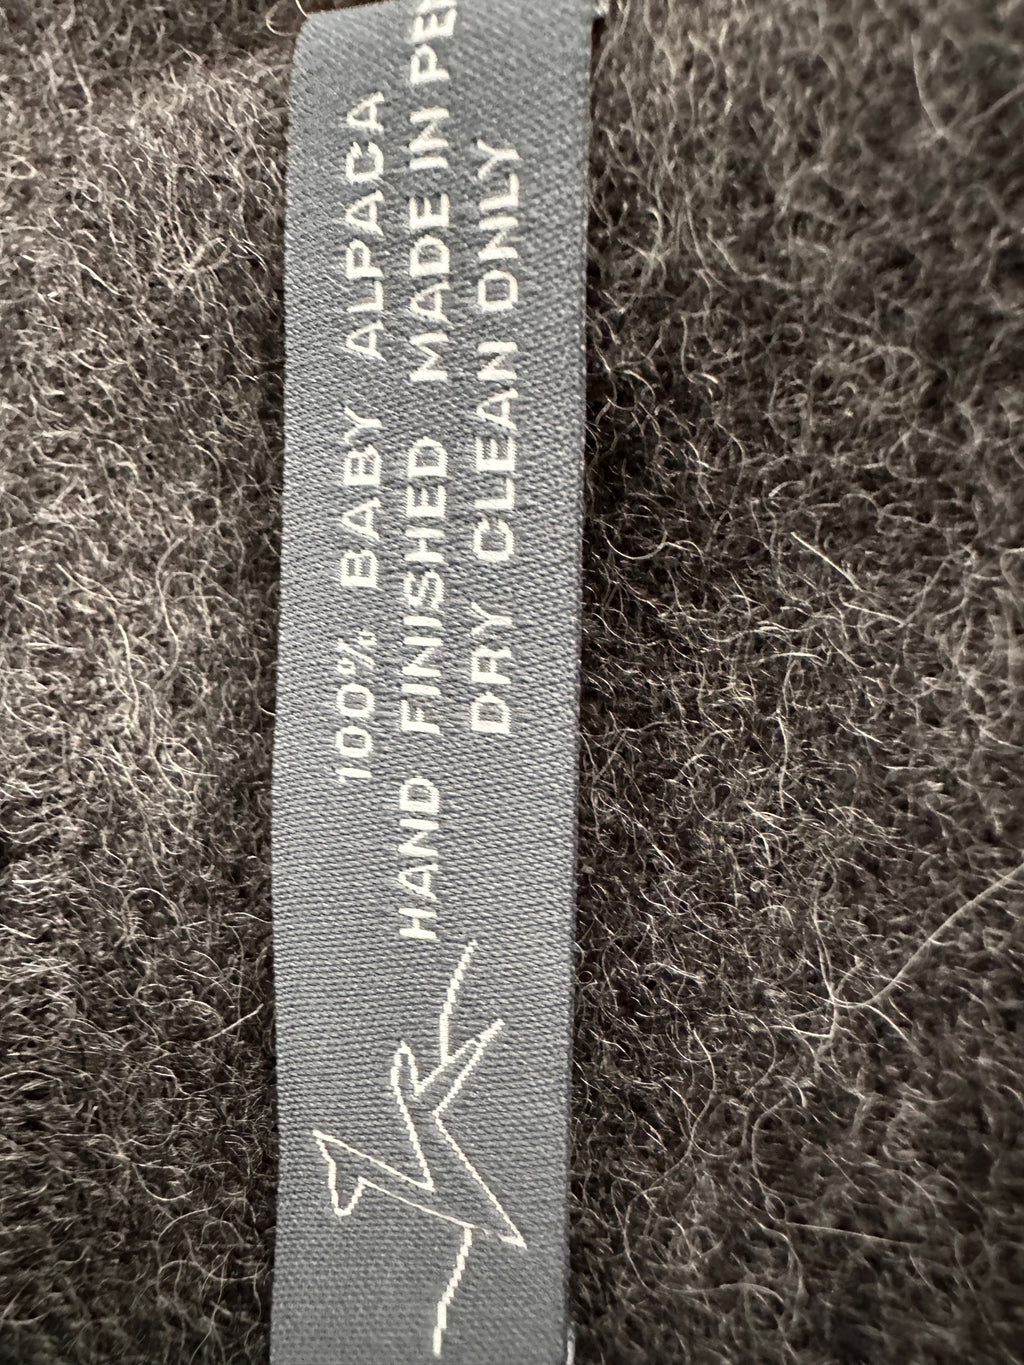 100% BABY ALPACA
HAND FINISHED MADE IN
DRY CLEAN ONLY